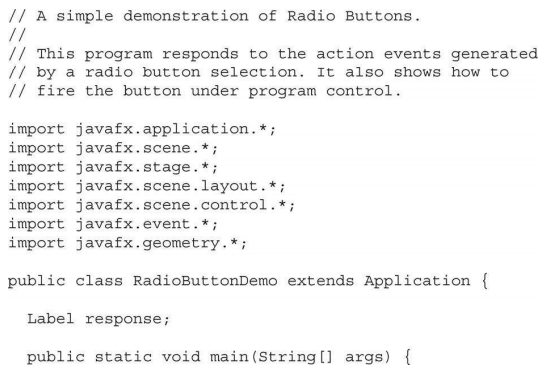 // A simple demonstration of Radio Buttons.
//
// This program responds to the action events generated
// by a radio button selection. It also shows how to
// fire the button under program control.
import javafx.application.*;
import javafx.scene.*;
import javafx.stage.*;
import javafx.scene.layout.*;
import javafx.scene.control.*;
import javafx.event.*;
import javafx.geometry.*;
public class RadioButtonDemo extends Application {
Label response;
public static void main(String[] args) {